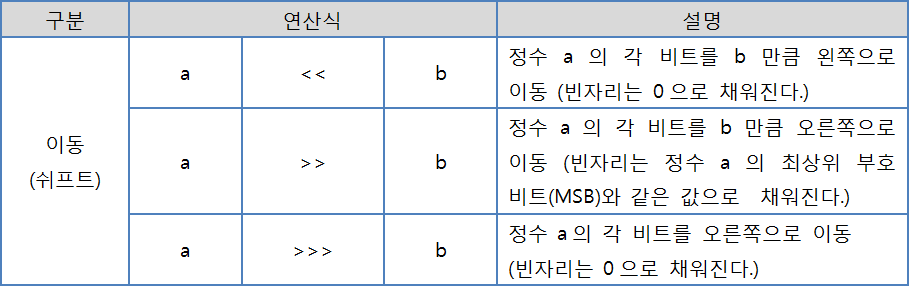 구분 연산식 설명
이동
(쉬프트)
a << b
정수 a 의 각 비트를 b 만큼 왼쪽으로
이동 (빈자리는 0으로 채워진다.)
a >> b
정수 a 의 각 비트를 b 만큼 오른쪽으로
이동 (빈자리는 정수 a 의 최상위 부호
비트(MSB)와 같은 값으로 채워진다.)
a >>> b
정수 a의 각 비트를 오른쪽으로 이동
(빈자리는 0으로 채워진다.)